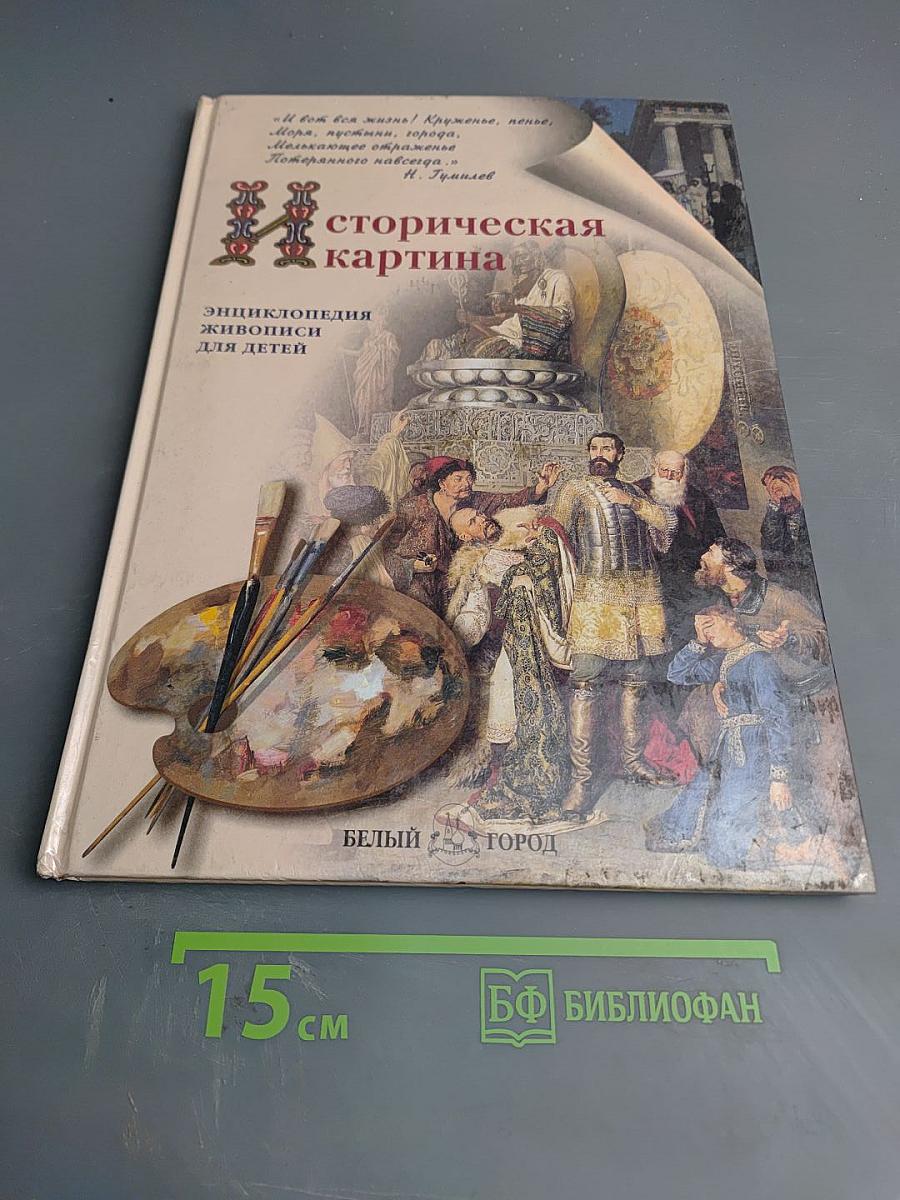 «И вот вся жизнь! Круженье, пенье,
Моря, пустыни, города,
Мелькающее отраженье
Потерянного навсегда.»
Н. Гумилев
Историческая
картина
ЭНЦИКЛОПЕДИЯ
ЖИВОПИСИ
ДЛЯ ДЕТЕЙ
БЕЛЫЙ ГОРОД
15 см
БФ БИБЛИОФАН